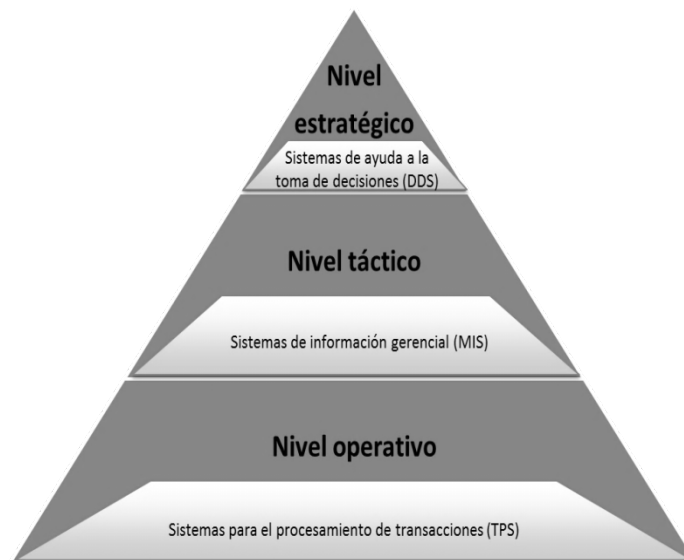 Nivel
estratégico
Sistemas de ayuda a la
toma de decisiones (DDS)
Nivel táctico
Sistemas de información gerencial (MIS)
Nivel operativo
Sistemas para el procesamiento de transacciones (TPS)